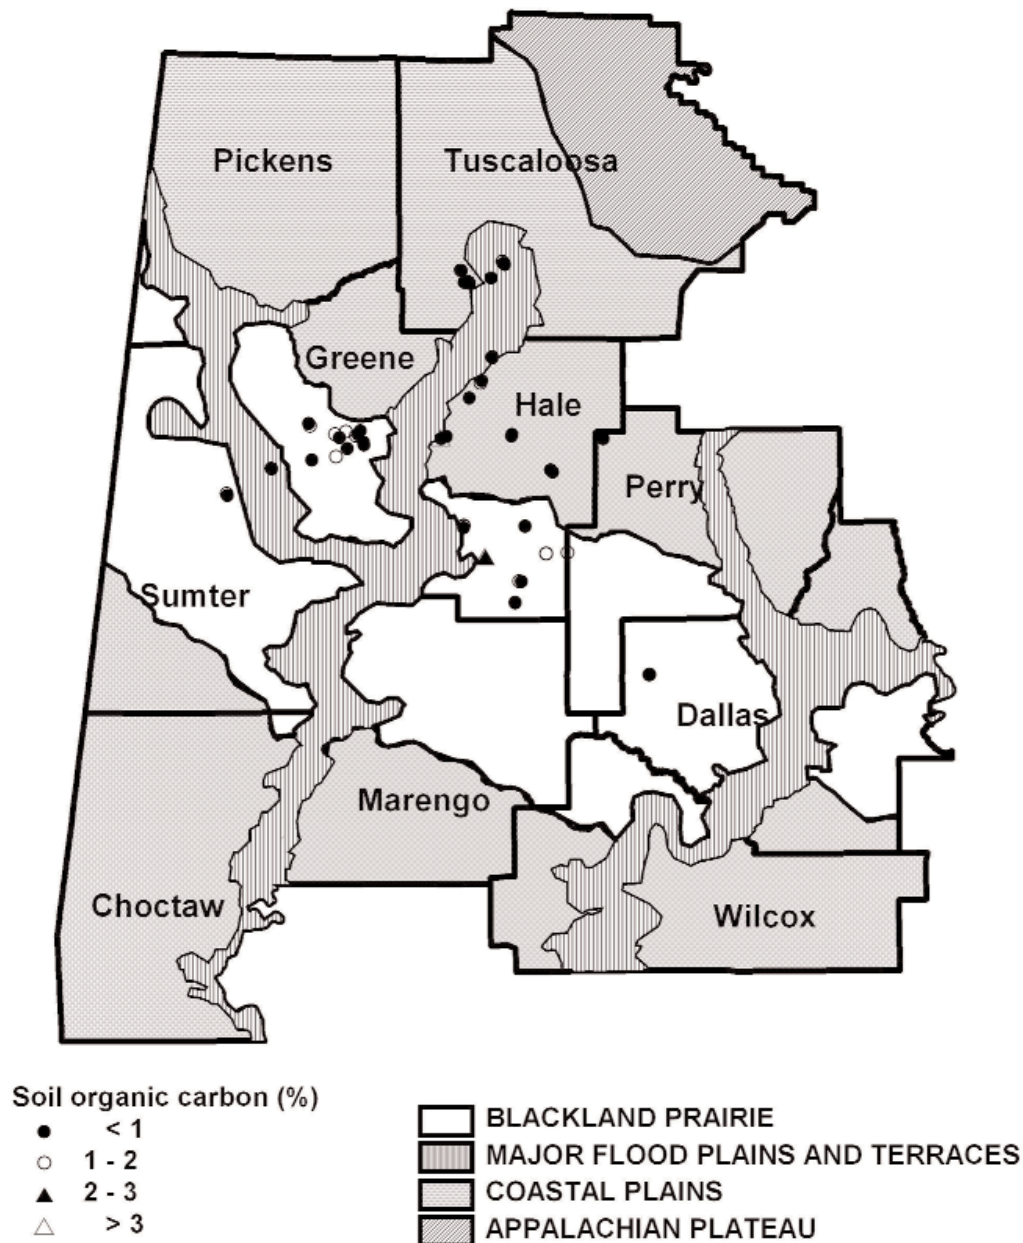 Pickens
Tuscaloosa
Greene
Hale
Perry
Sumter
Dallas
Marengo
Choctaw
Wilcox
Soil organic carbon (%)
< 1
1 - 2
2 - 3
> 3
BLACKLAND PRAIRIE
MAJOR FLOOD PLAINS AND TERRACES
COASTAL PLAINS
APPALACHIAN PLATEAU